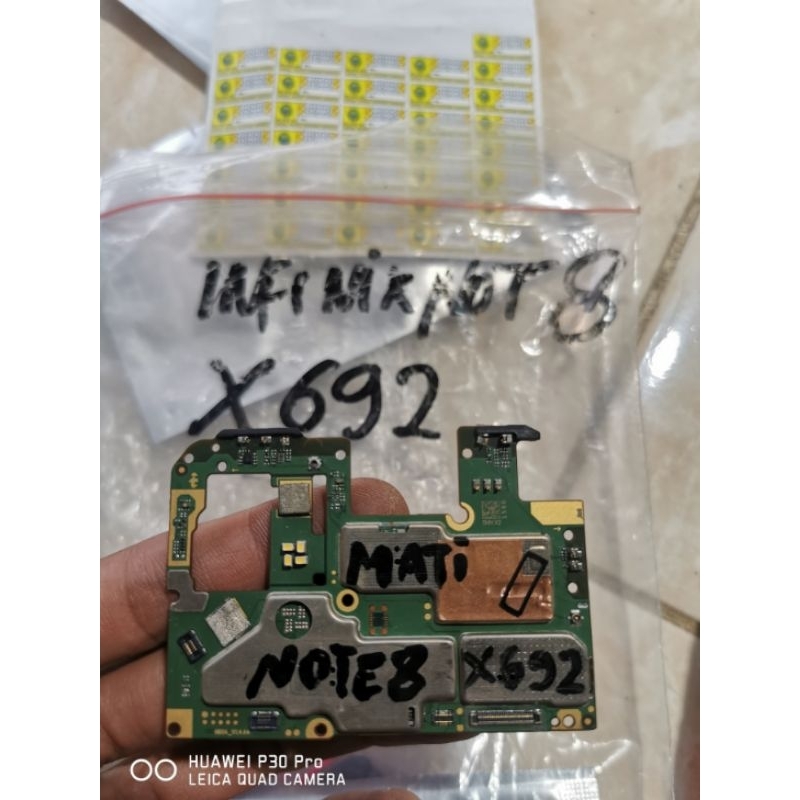 INFINIX NOT 8
X692
MATi
NOTE8
X692
HUAWEI P30 Pro
LEICA QUAD CAMERA